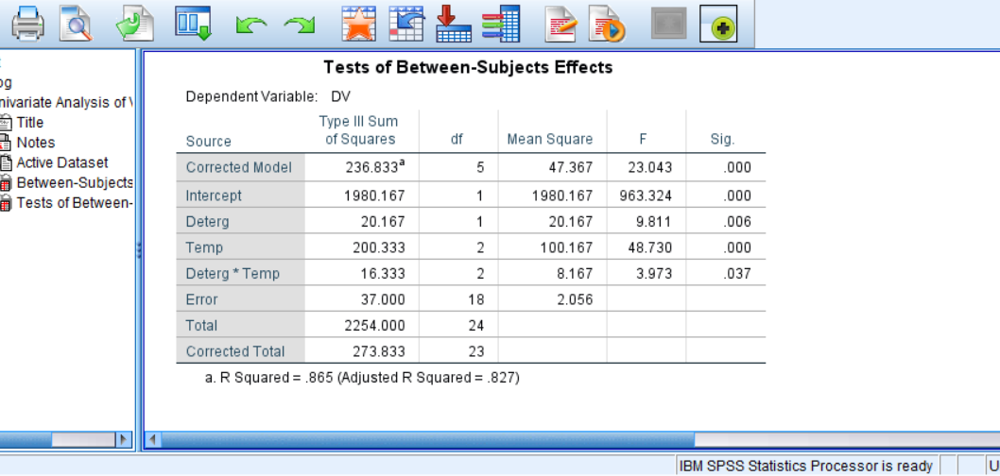 Tests of Between-Subjects Effects
Dependent Variable: DV
Source Type III Sum of Squares df Mean Square F Sig.
Corrected Model 236.833a 5 47.367 23.043 .000
Intercept 1980.167 1 1980.167 963.324 .000
Deterg 20.167 1 20.167 9.811 .006
Temp 200.333 2 100.167 48.730 .000
Deterg * Temp 16.333 2 8.167 3.973 .037
Error 37.000 18 2.056
Total 2254.000 24
Corrected Total 273.833 23
a. R Squared = .865 (Adjusted R Squared = .827)
og
nivariate Analysis of V
Title
Notes
Active Dataset
Between-Subjects
Tests of Between-
IBM SPSS Statistics Processor is ready
U